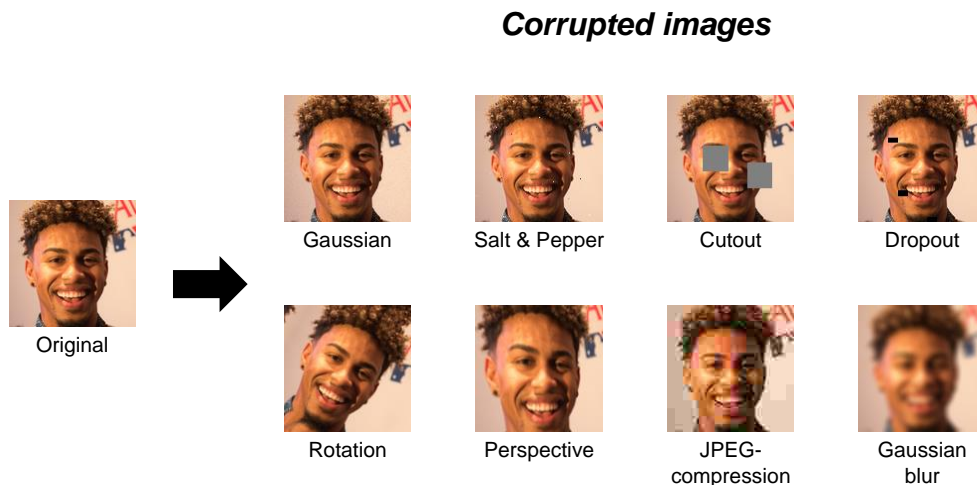 Corrupted images
Gaussian
Salt & Pepper
Cutout
Dropout
Original
Rotation
Perspective
JPEG-
compression
Gaussian
blur